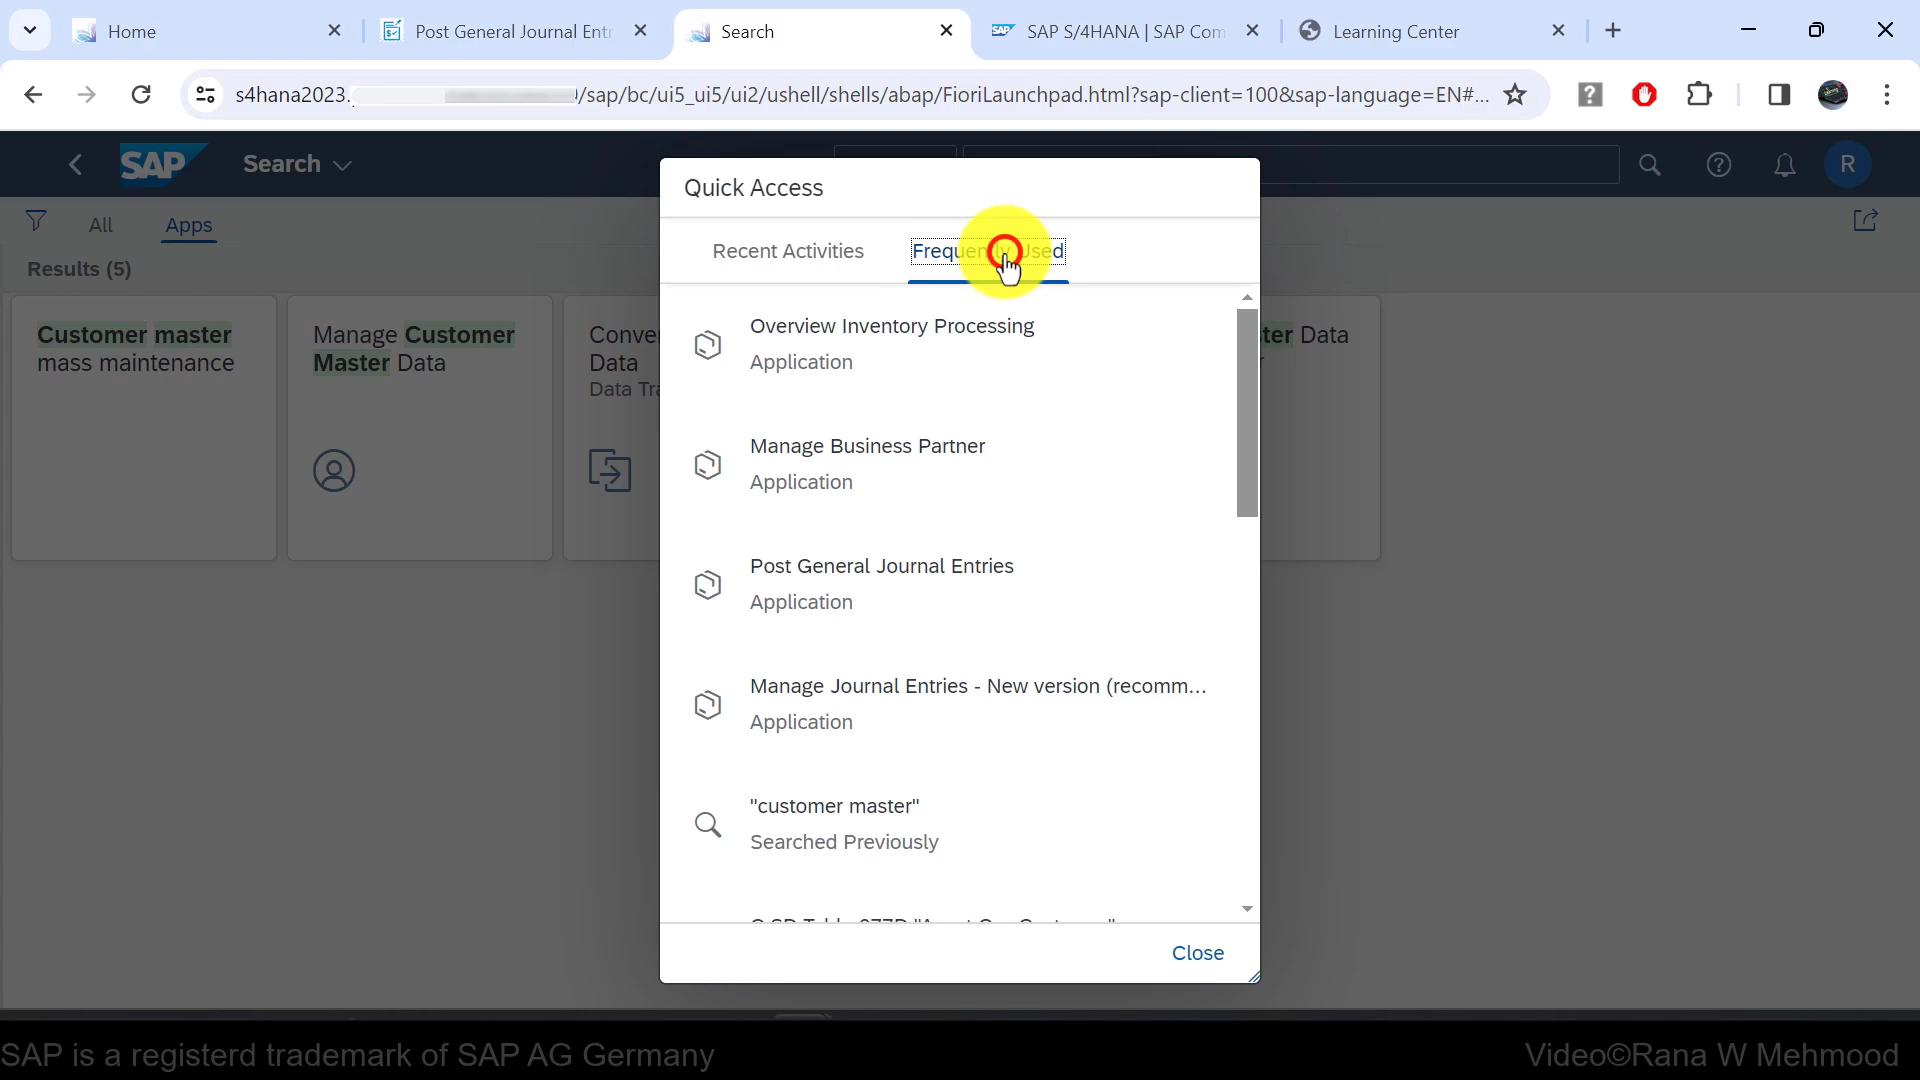 Home
Post General Journal Entr
Search
SAP S/4HANA | SAP Com
Learning Center
s4hana2023.
/sap/bc/ui5_ui5/ui2/ushell/shells/abap/FioriLaunchpad.html?sap-client=100&sap-language=EN#...
SAP
Search
R
All
Apps
Results (5)
Customer master
mass maintenance
Manage Customer
Master Data
Data
Data
Quick Access
Recent Activities
Frequently Used
Overview Inventory Processing
Application
Manage Business Partner
Application
Post General Journal Entries
Application
Manage Journal Entries - New version (recomm...
Application
"customer master"
Searched Previously
Close
SAP is a registerd trademark of SAP AG Germany
Video©Rana W Mehmood